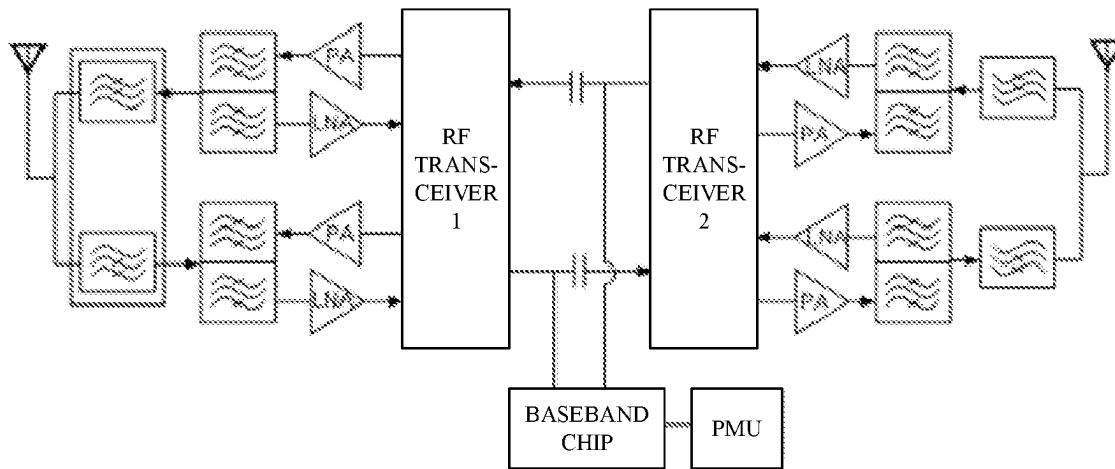 PA
LNA
PA
LNA
RF
TRANS-
CEIVER
1
RF
TRANS-
CEIVER
2
LNA
PA
LNA
PA
BASEBAND
CHIP
PMU